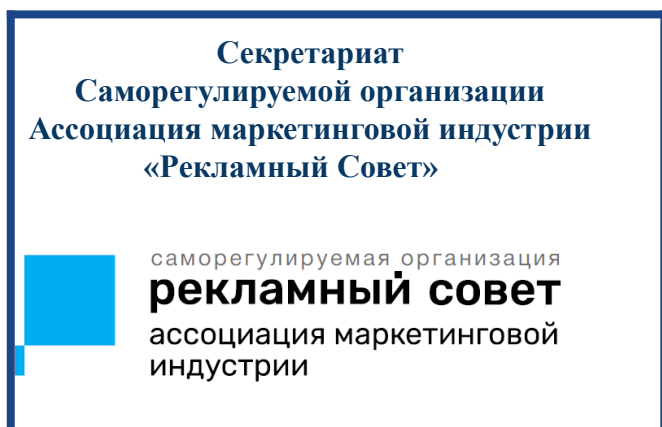 Секретариат
Саморегулируемой организации
Ассоциация маркетинговой индустрии
«Рекламный Совет»
саморегулируемая организация
рекламный совет
ассоциация маркетинговой
индустрии